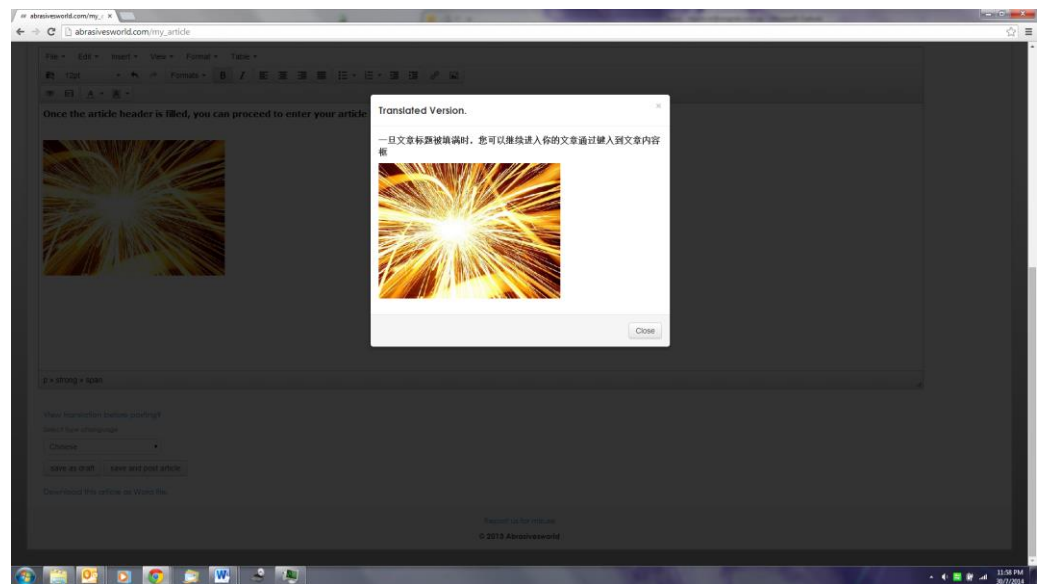 abrasivesworld.com/my_
abrasivesworld.com/my_article
File Edit Insert View Format Table
12pt Formats B I
A A
Once the article header is filled, you can proceed to enter your article
Translated Version.
×
一旦文章标题被填满时，您可以继续进入你的文章通过键入到文章内容
框
Close
p » strong » span
View translation before posting?
Chinese
save as draft save and post article
Download this article as Word file
© 2013 Abrasivesworld
11:58 PM
30/7/2014